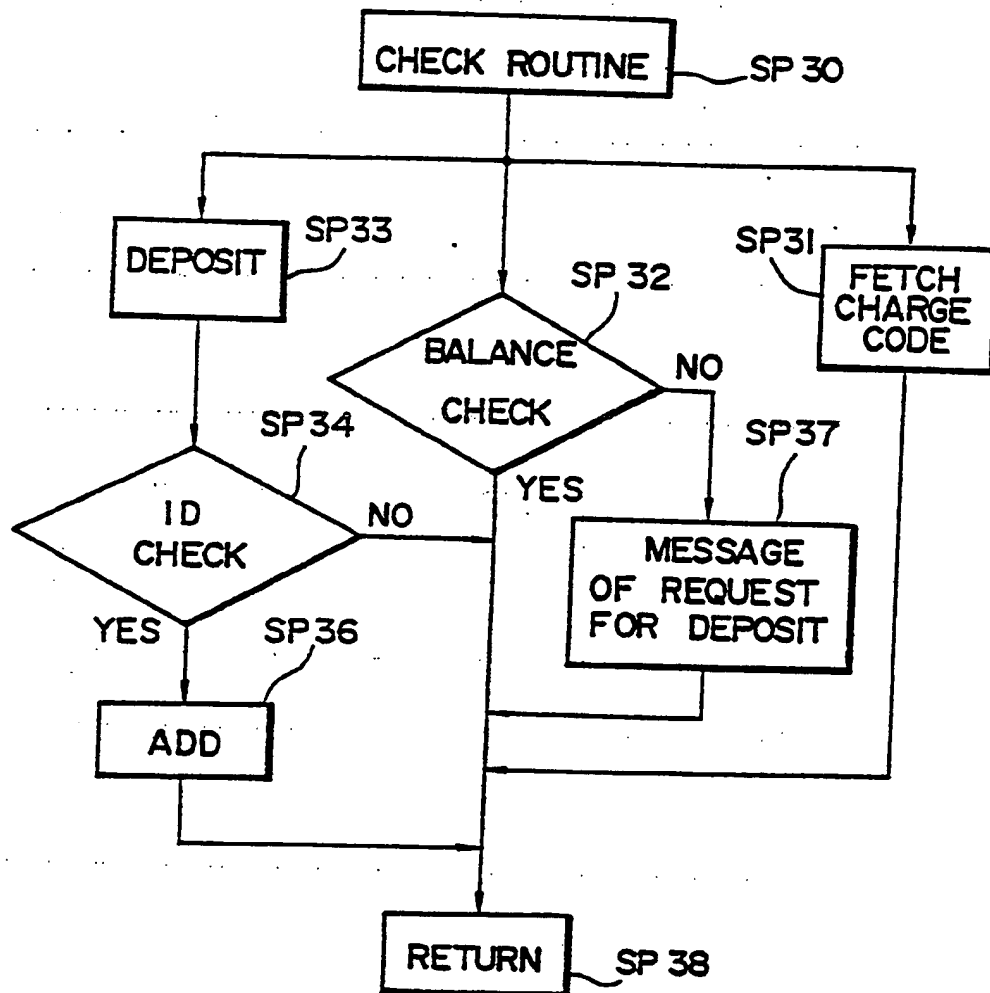 CHECK ROUTINE
SP30
DEPOSIT
SP33
SP31
FETCH
CHARGE
CODE
SP32
BALANCE
CHECK
NO
YES
SP34
ID
CHECK
NO
YES
SP37
MESSAGE
OF REQUEST
FOR DEPOSIT
SP36
ADD
RETURN
SP38